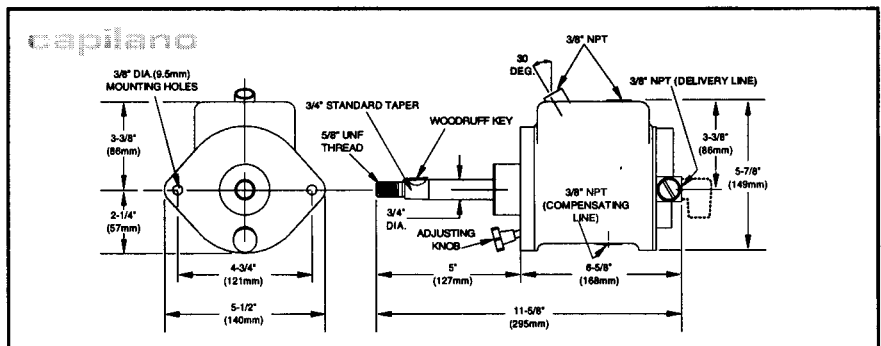 capilano
3/8" DIA.(9.5mm)
MOUNTING HOLES
3-3/8"
(86mm)
2-1/4"
(57mm)
4-3/4"
(121mm)
5-1/2"
(140mm)
3/4" STANDARD TAPER
5/8" UNF
THREAD
WOODRUFF KEY
3/4"
DIA.
ADJUSTING
KNOB
5"
(127mm)
30
DEG.
3/8" NPT
3/8" NPT (DELIVERY LINE)
3/8" NPT
(COMPENSATING
LINE)
3-3/8"
(86mm)
5-7/8"
(149mm)
6-5/8"
(168mm)
11-5/8"
(295mm)